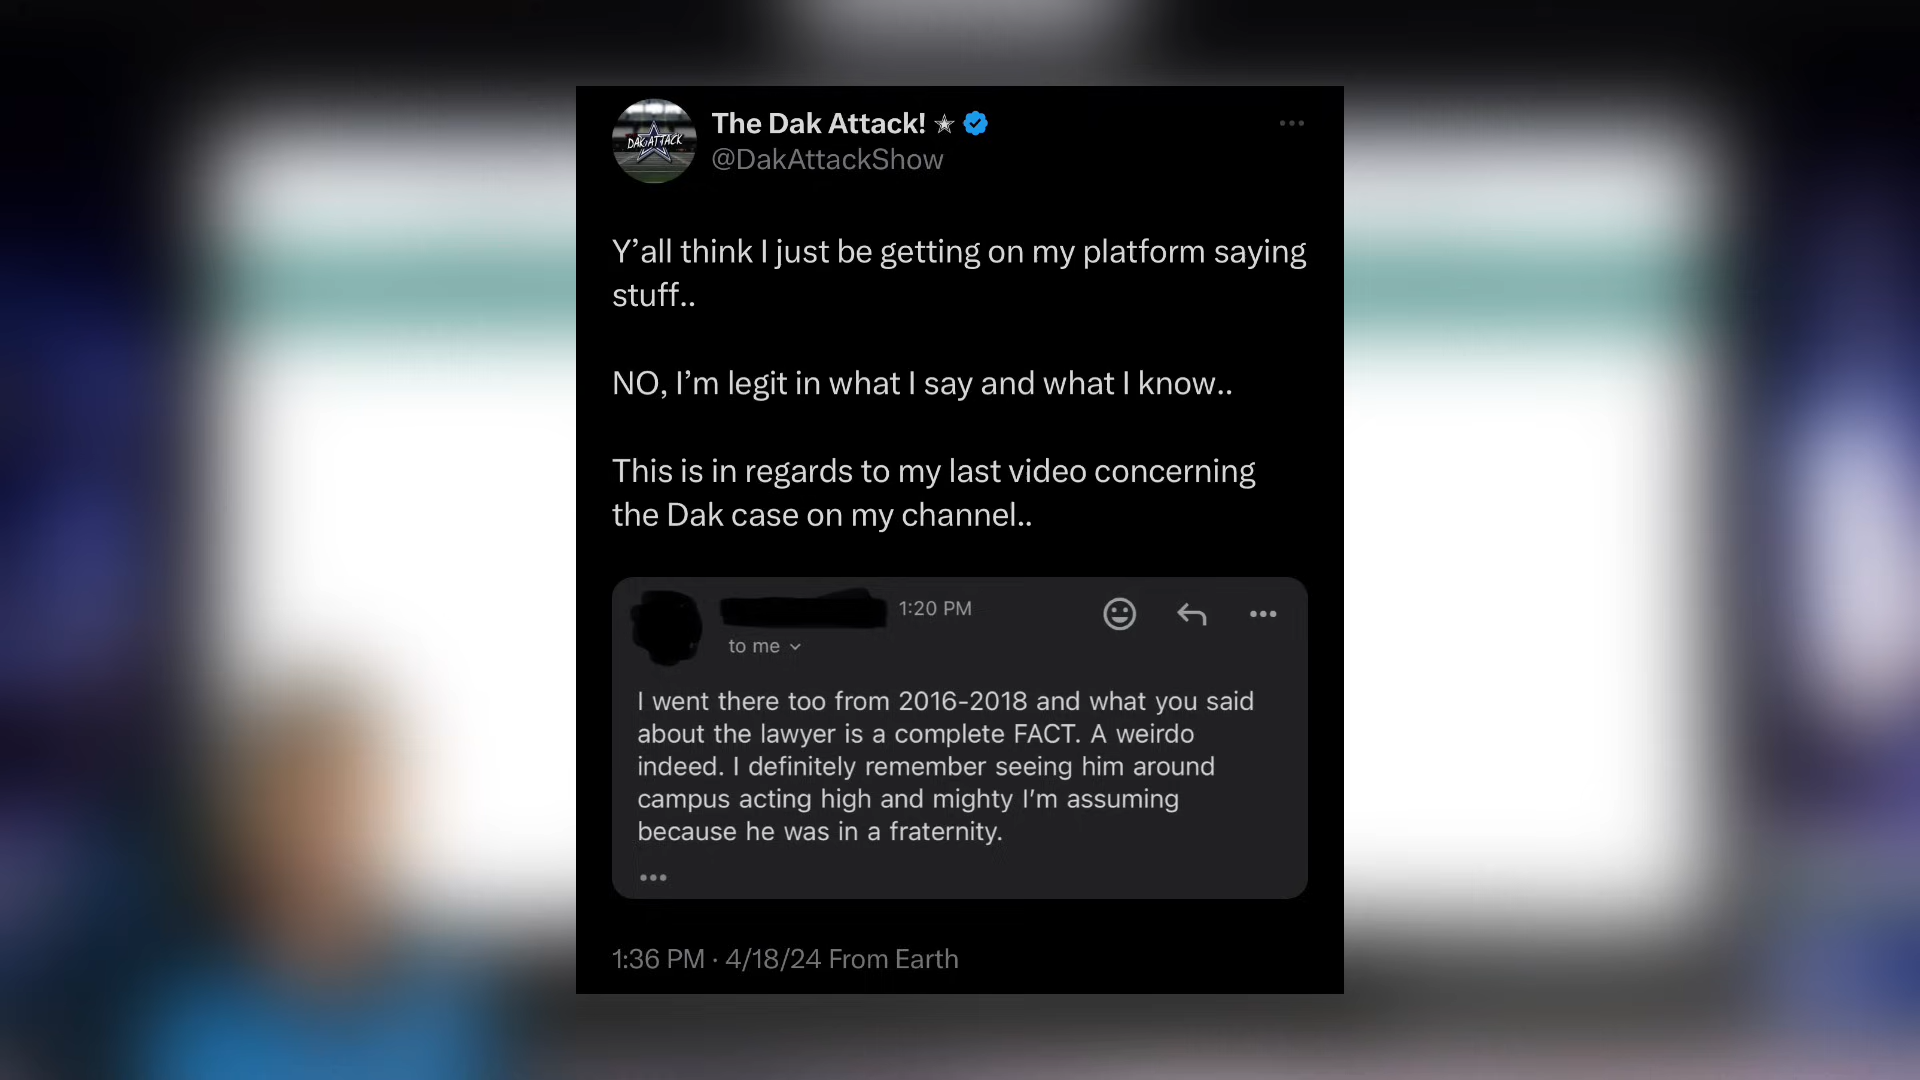 The Dak Attack!
@DakAttackShow
DAK ATTACK
Y’all think I just be getting on my platform saying
stuff..
NO, I’m legit in what I say and what I know..
This is in regards to my last video concerning
the Dak case on my channel..
1:20 PM
to me
I went there too from 2016-2018 and what you said
about the lawyer is a complete FACT. A weirdo
indeed. I definitely remember seeing him around
campus acting high and mighty I’m assuming
because he was in a fraternity.
1:36 PM · 4/18/24 From Earth